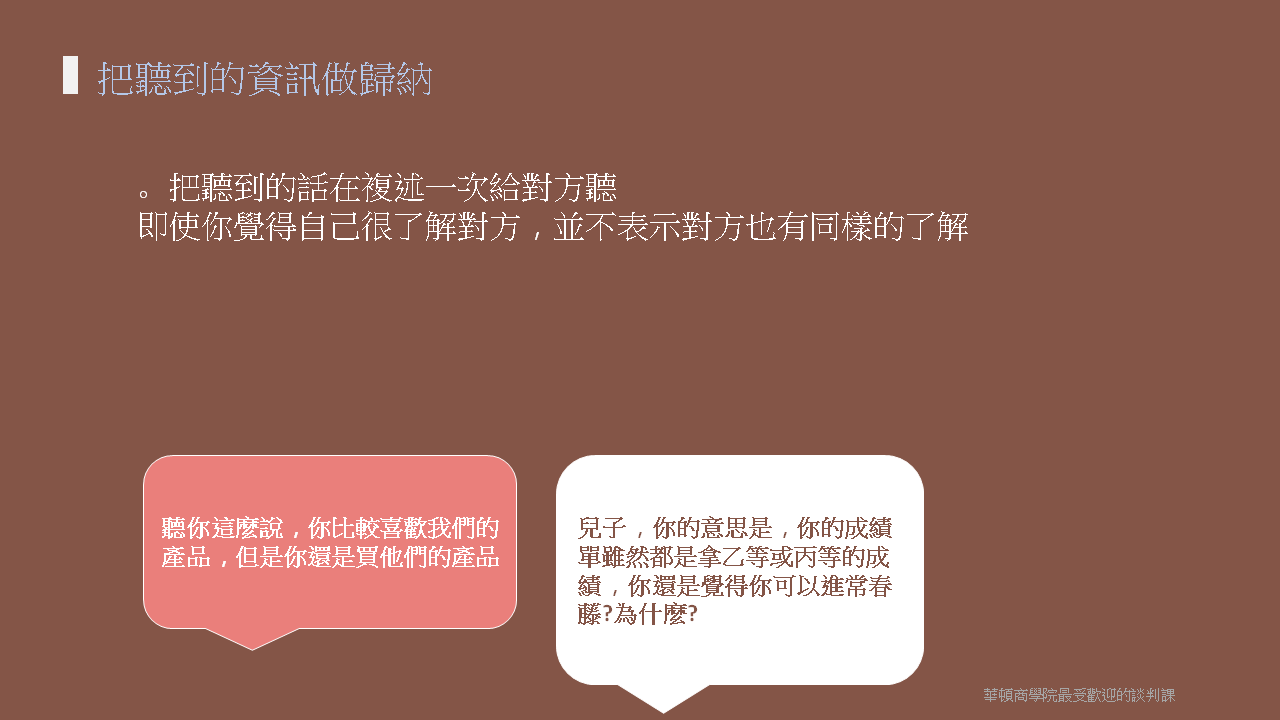 把聽到的資訊做歸納
。把聽到的話在複述一次給對方聽
即使你覺得自己很了解對方，並不表示對方也有同樣的了解
聽你這麼說，你比較喜歡我們的
產品，但是你還是買他們的產品
兒子，你的意思是，你的成績
單雖然都是拿乙等或丙等的成
績，你還是覺得你可以進常春
藤?為什麼?
華頓商學院最受歡迎的談判課